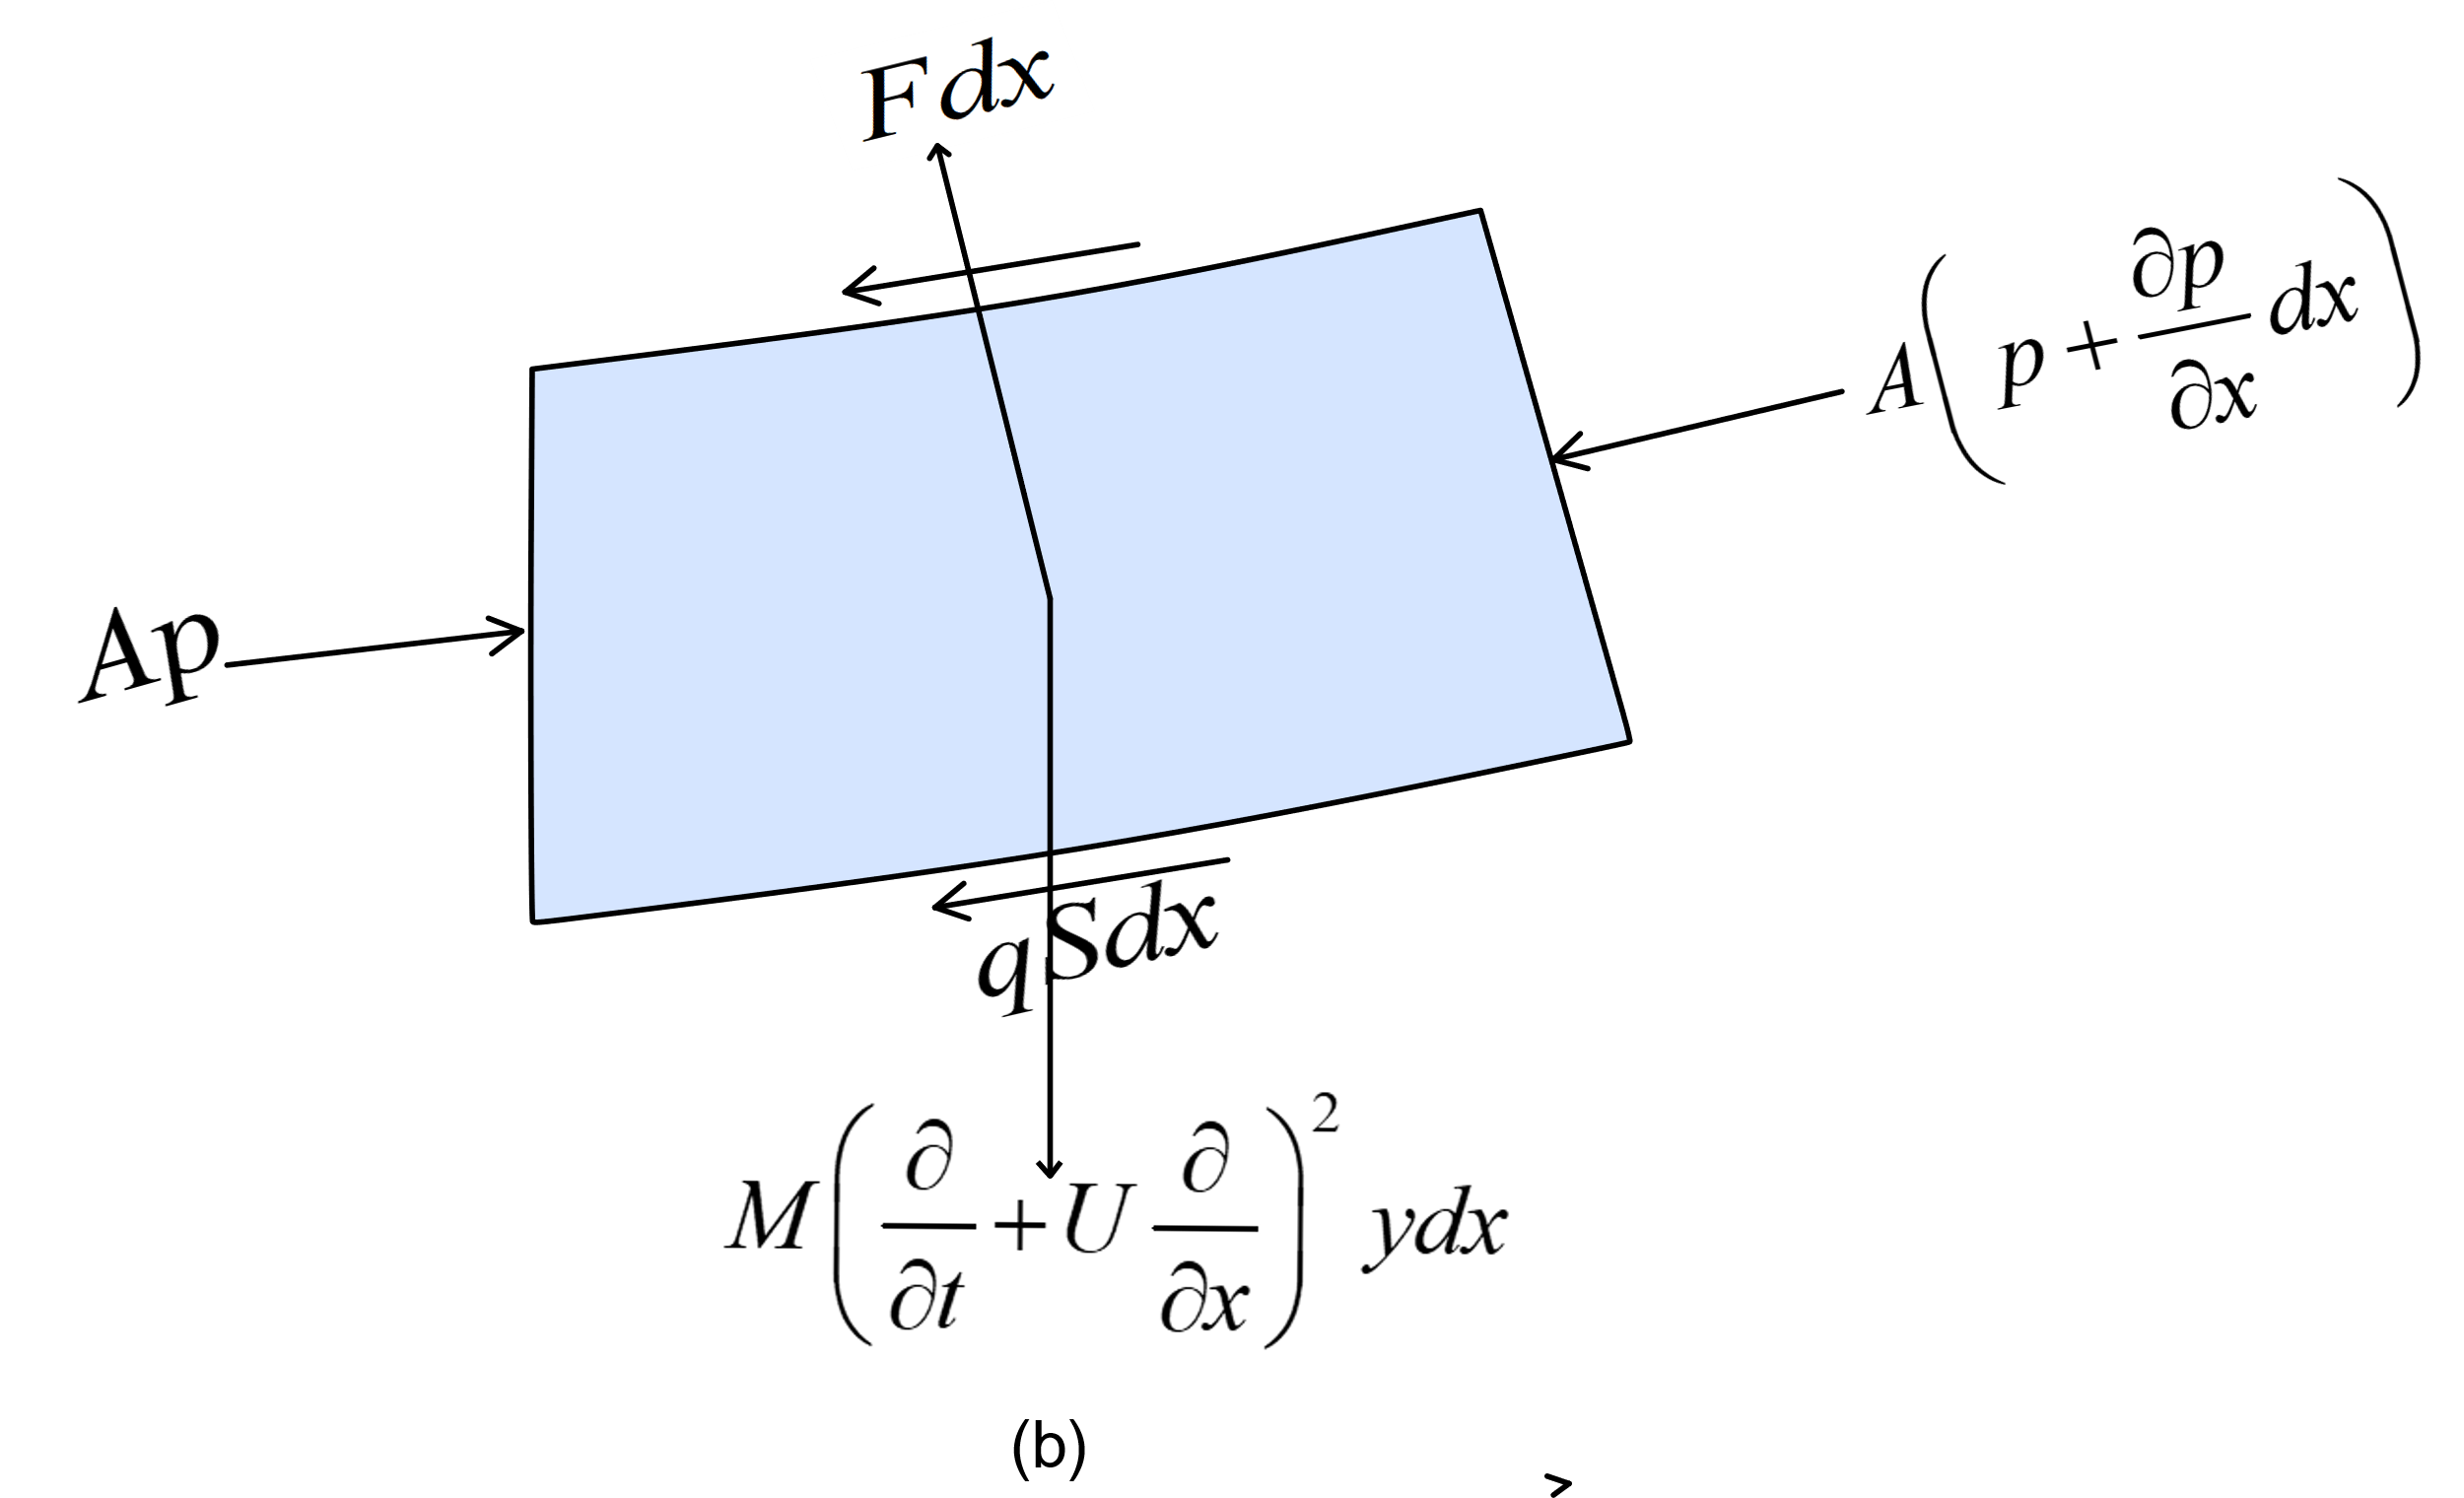 Fdx
A(p + ∂p/∂x dx)
Ap
qSdx
M(∂/∂t + U ∂/∂x)² ydx
(b)